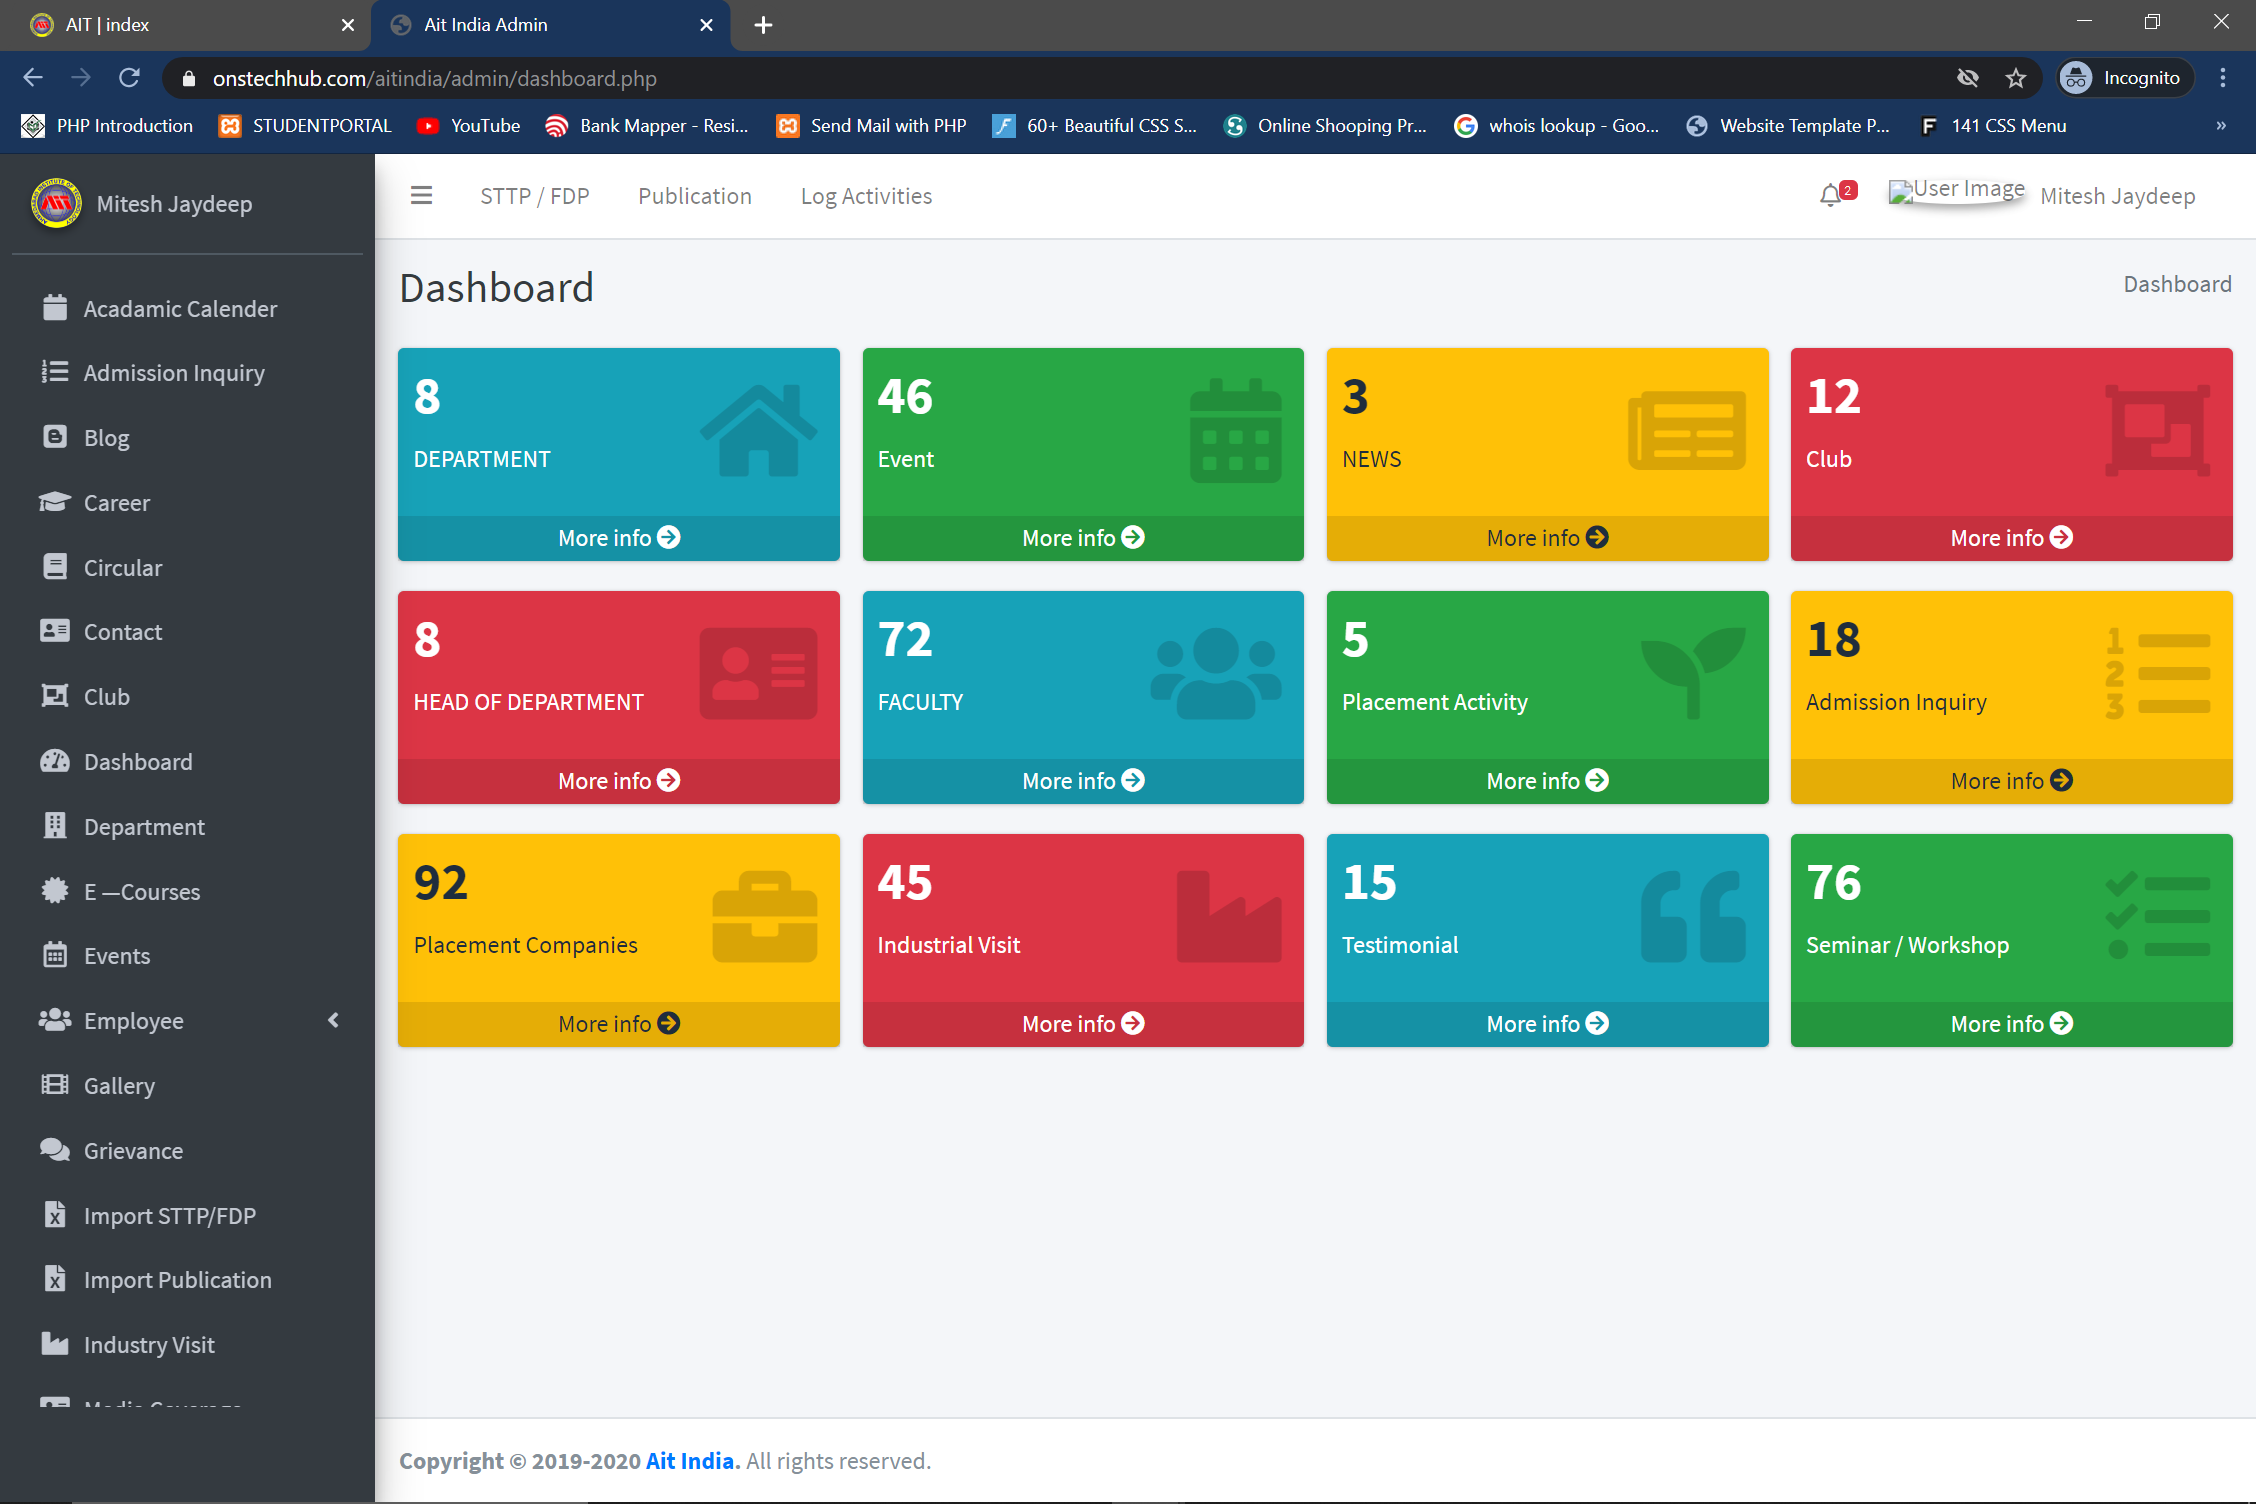 AIT | index
Ait India Admin
onstechhub.com/aitindia/admin/dashboard.php
Incognito
PHP Introduction
STUDENTPORTAL
YouTube
Bank Mapper - Resi...
Send Mail with PHP
60+ Beautiful CSS S...
Online Shooping Pr...
whois lookup - Goo...
Website Template P...
141 CSS Menu
»
Mitesh Jaydeep
STTP / FDP
Publication
Log Activities
2
User Image
Mitesh Jaydeep
Acadamic Calender
Admission Inquiry
Blog
Career
Circular
Contact
Club
Dashboard
Department
E —Courses
Events
Employee
Gallery
Grievance
Import STTP/FDP
Import Publication
Industry Visit
Dashboard
Dashboard
8
DEPARTMENT
More info
46
Event
More info
3
NEWS
More info
12
Club
More info
8
HEAD OF DEPARTMENT
More info
72
FACULTY
More info
5
Placement Activity
More info
18
Admission Inquiry
More info
92
Placement Companies
More info
45
Industrial Visit
More info
15
Testimonial
More info
76
Seminar / Workshop
More info
Copyright © 2019-2020 Ait India. All rights reserved.